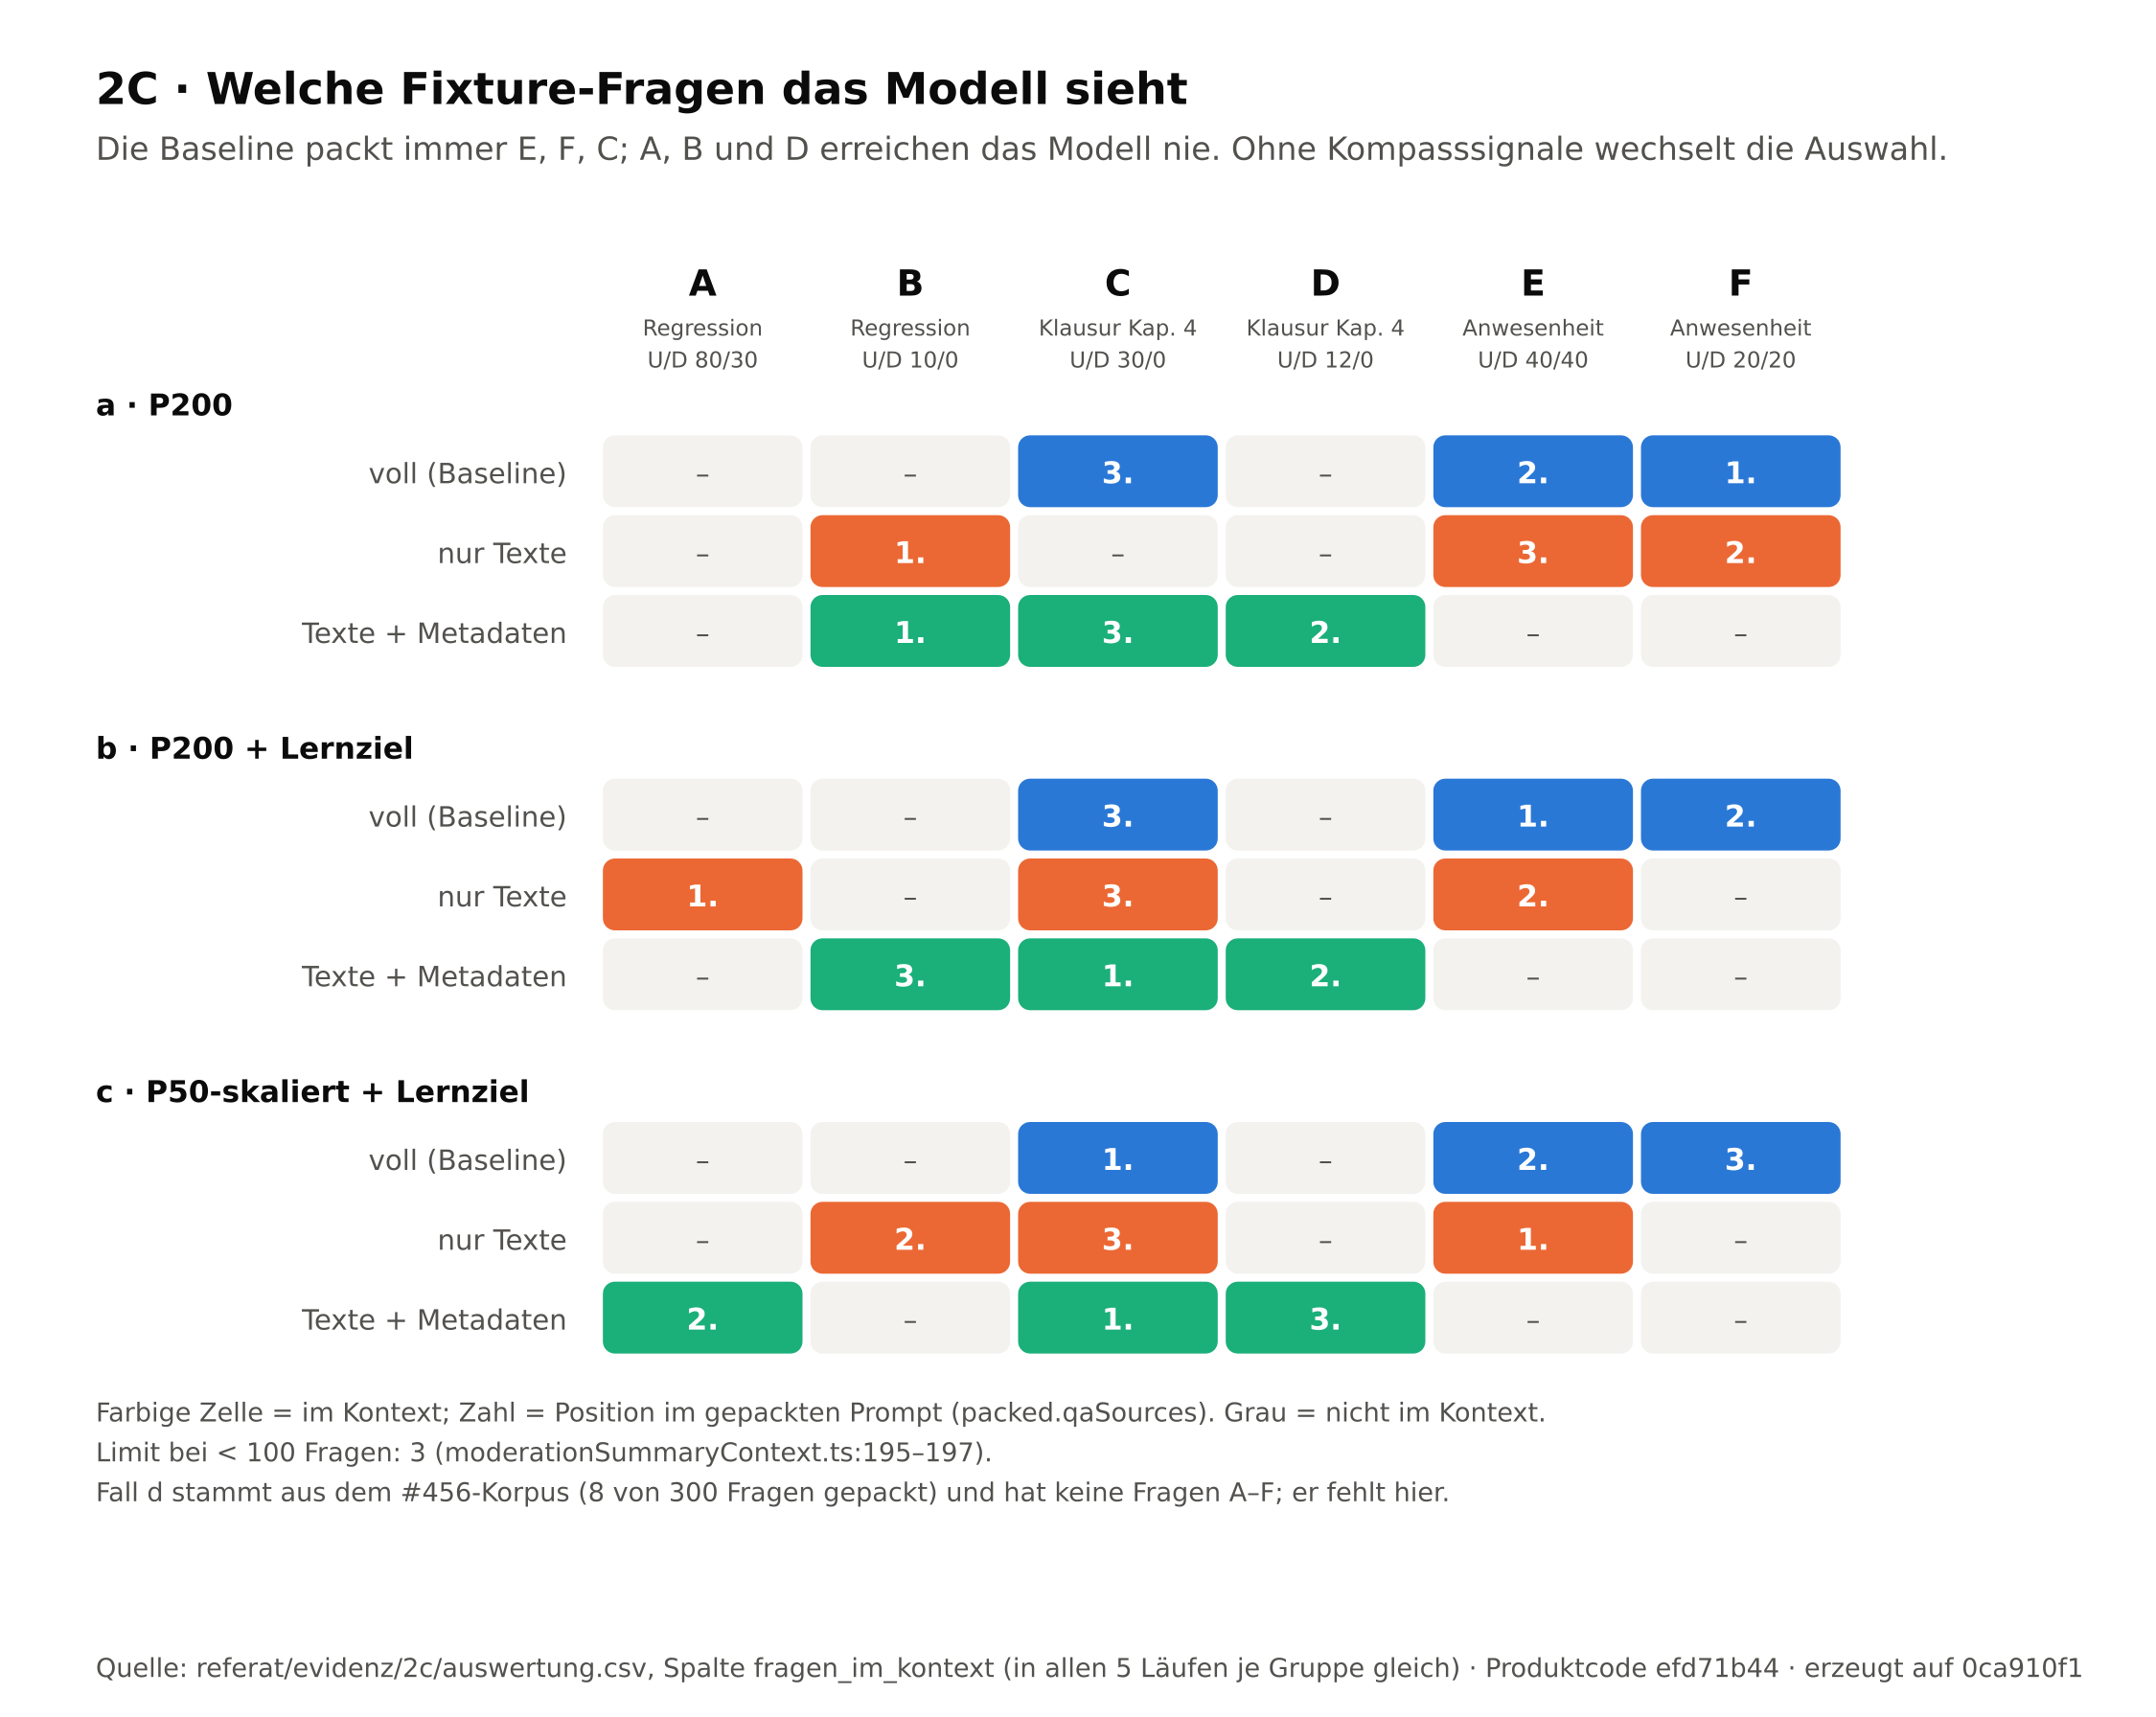 2C · Welche Fixture-Fragen das Modell sieht
Die Baseline packt immer E, F, C; A, B und D erreichen das Modell nie. Ohne Kompasssignale wechselt die Auswahl.
A B C D E F
Regression Regression Klausur Kap. 4 Klausur Kap. 4 Anwesenheit Anwesenheit
U/D 80/30 U/D 10/0 U/D 30/0 U/D 12/0 U/D 40/40 U/D 20/20
a · P200
voll (Baseline) – – 3. – 2. 1.
nur Texte – 1. – – 3. 2.
Texte + Metadaten – 1. 3. 2. – –
b · P200 + Lernziel
voll (Baseline) – – 3. – 1. 2.
nur Texte 1. – 3. – 2. –
Texte + Metadaten – 3. 1. 2. – –
c · P50-skaliert + Lernziel
voll (Baseline) – – 1. – 2. 3.
nur Texte – 2. 3. – 1. –
Texte + Metadaten 2. – 1. 3. – –
Farbige Zelle = im Kontext; Zahl = Position im gepackten Prompt (packed.qaSources). Grau = nicht im Kontext.
Limit bei < 100 Fragen: 3 (moderationSummaryContext.ts:195–197).
Fall d stammt aus dem #456-Korpus (8 von 300 Fragen gepackt) und hat keine Fragen A–F; er fehlt hier.
Quelle: referat/evidenz/2c/auswertung.csv, Spalte fragen_im_kontext (in allen 5 Läufen je Gruppe gleich) · Produktcode efd71b44 · erzeugt auf 0ca910f1